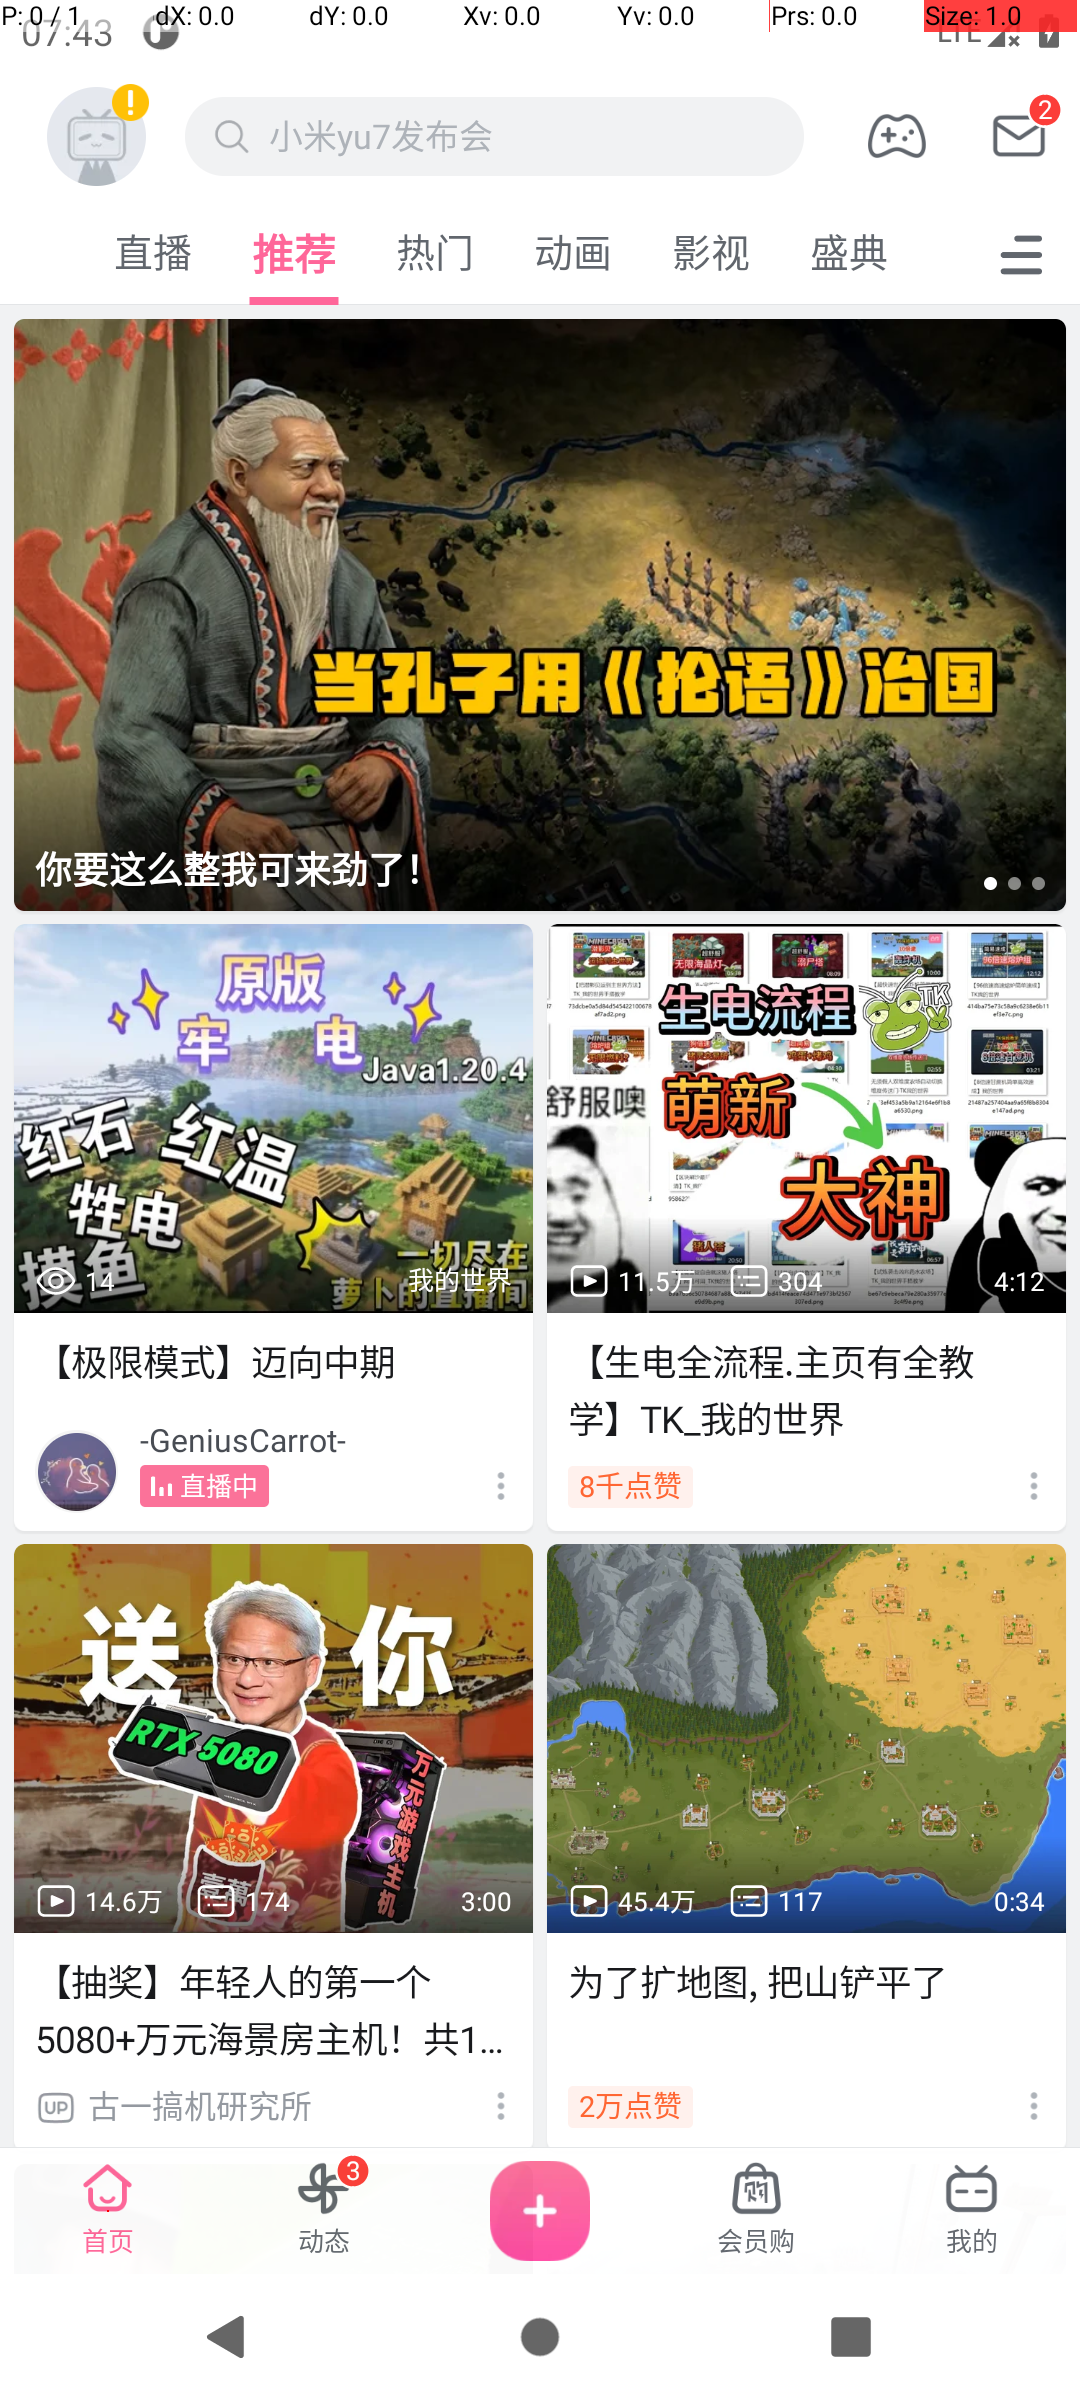 P: 0 / 1 dX: 0.0 dY: 0.0 Xv: 0.0 Yv: 0.0 Prs: 0.0 Size: 1.0
07:43 LTE
小米yu7发布会
2
直播 推荐 热门 动画 影视 盛典
当孔子用《抡语》治国
你要这么整我可来劲了!
原版
牢 电
Java1.20.4
红石 红温
牲电
摸鱼
一切尽在
萝卜的直播间
14 我的世界
生电流程
TK
萌新
舒服噢
大神
11.5万 304 4:12
【极限模式】迈向中期
-GeniusCarrot-
直播中
【生电全流程.主页有全教
学】TK_我的世界
8千点赞
送 你
RTX 5080
万元游戏主机
14.6万 174 3:00
45.4万 117 0:34
【抽奖】年轻人的第一个
5080+万元海景房主机！共1...
UP 古一搞机研究所
为了扩地图, 把山铲平了
2万点赞
3
首页 动态 会员购 我的